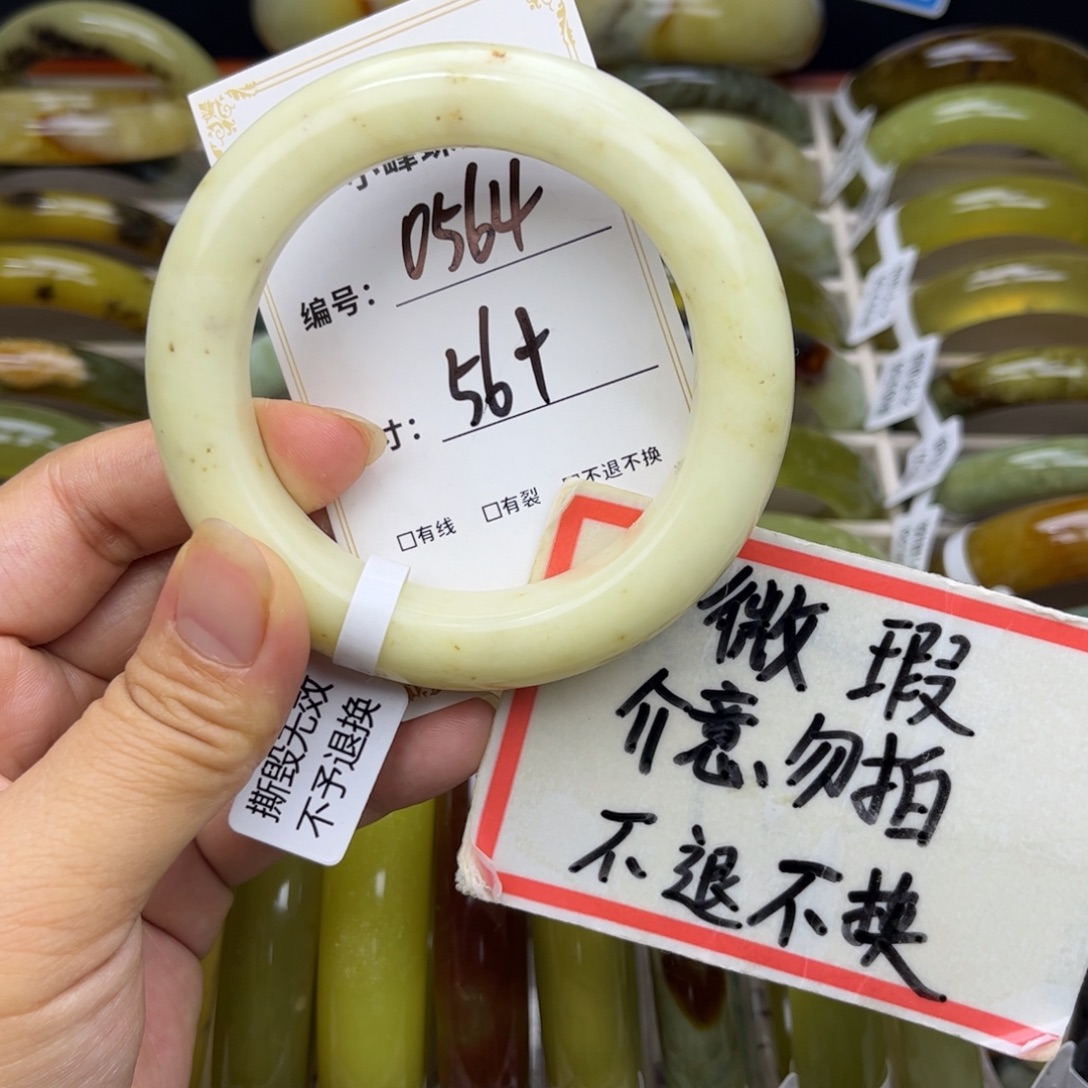 0564
编号：
56+
寸：
□有线 □有裂 不退不换
撕毁无效
不予退换
微瑕
介意、勿拍
不退不换